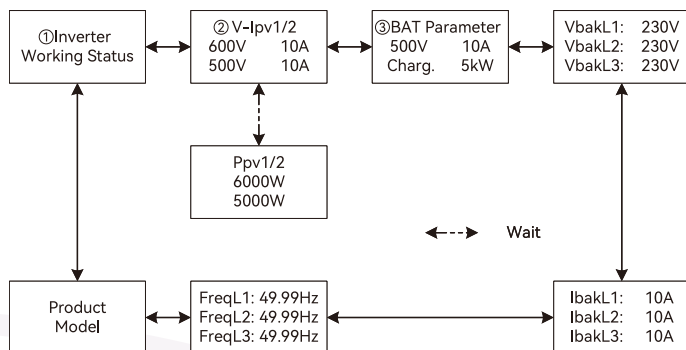 ①Inverter
Working Status
② V-Ipv1/2
600V 10A
500V 10A
③BAT Parameter
500V 10A
Charg. 5kW
VbakL1: 230V
VbakL2: 230V
VbakL3: 230V
Ppv1/2
6000W
5000W
Wait
Product
Model
FreqL1: 49.99Hz
FreqL2: 49.99Hz
FreqL3: 49.99Hz
IbakL1: 10A
IbakL2: 10A
IbakL3: 10A